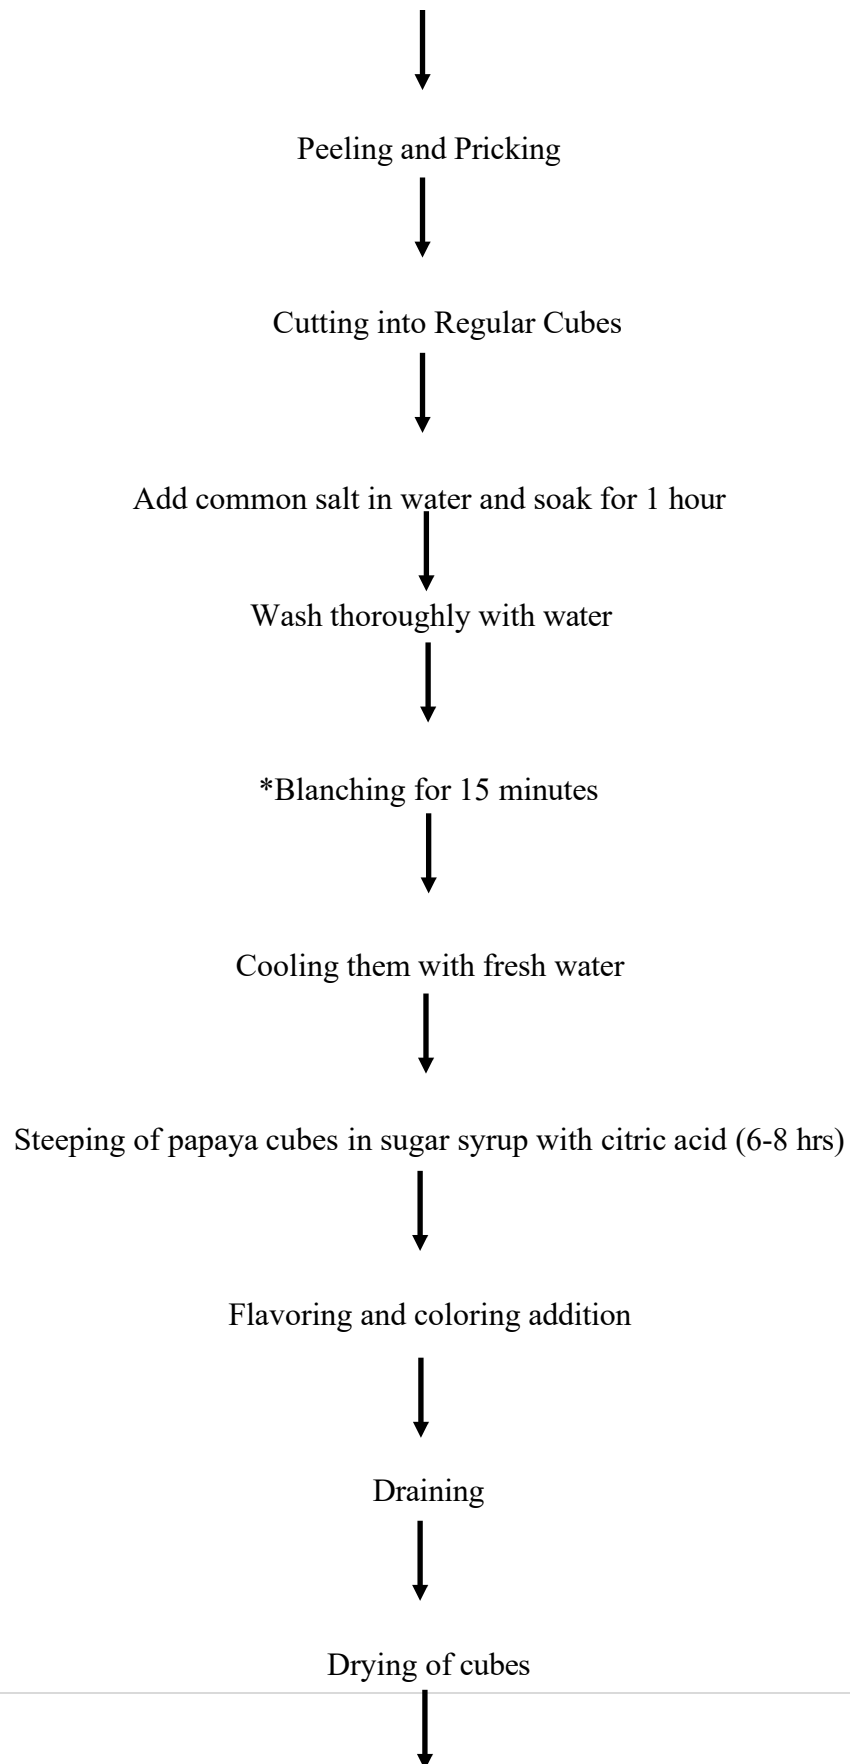 Peeling and Pricking
Cutting into Regular Cubes
Add common salt in water and soak for 1 hour
Wash thoroughly with water
*Blanching for 15 minutes
Cooling them with fresh water
Steeping of papaya cubes in sugar syrup with citric acid (6-8 hrs)
Flavoring and coloring addition
Draining
Drying of cubes